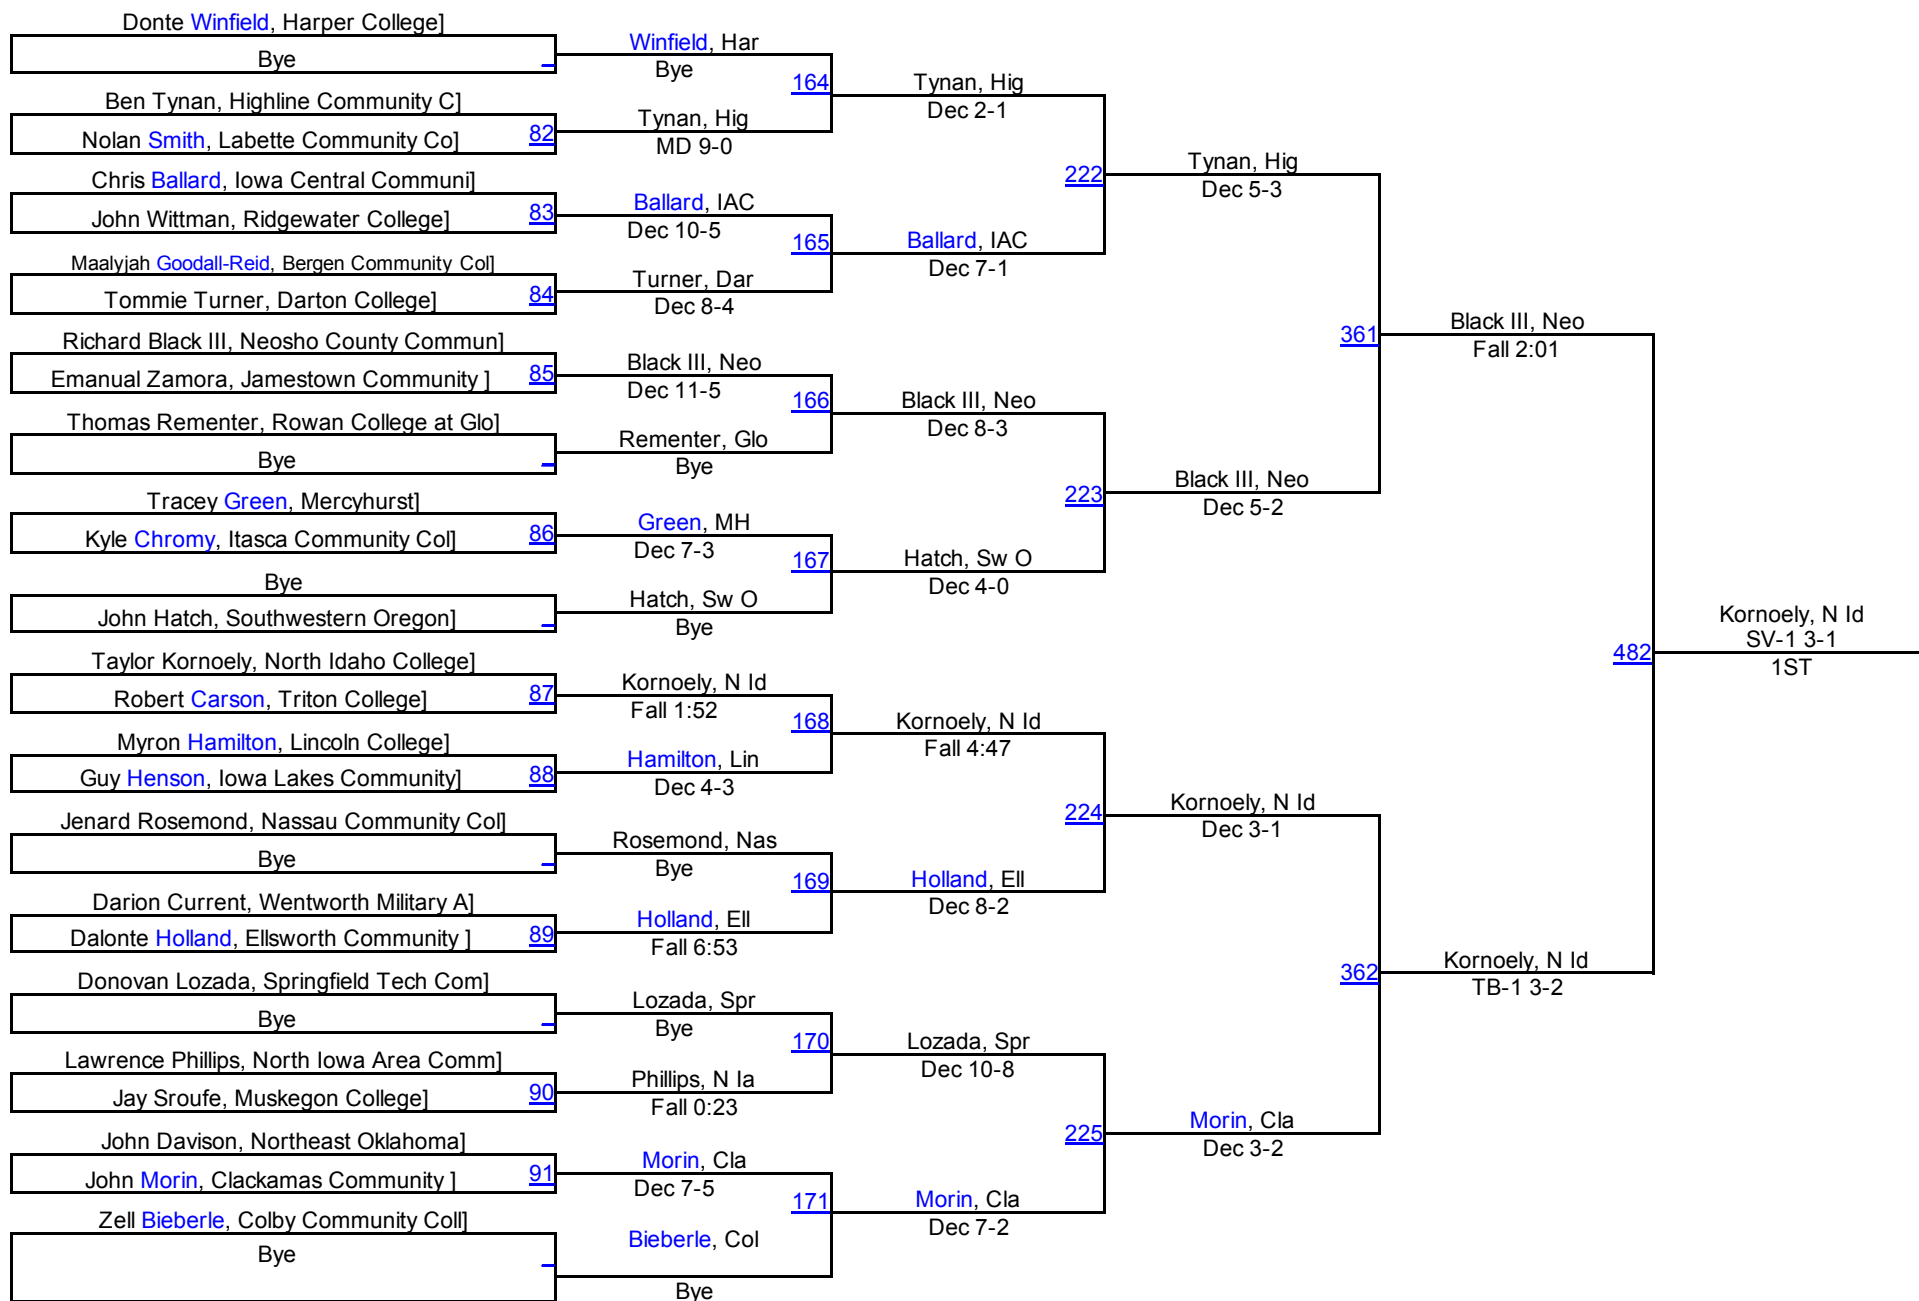 Donte Winfield, Harper College]
Bye
Ben Tynan, Highline Community C]
Nolan Smith, Labette Community Co]
82
Chris Ballard, Iowa Central Communi]
John Wittman, Ridgewater College]
83
Maalyjah Goodall-Reid, Bergen Community Col]
Tommie Turner, Darton College]
84
Richard Black III, Neosho County Commun]
Emanual Zamora, Jamestown Community ]
85
Thomas Rementer, Rowan College at Glo]
Bye
Tracey Green, Mercyhurst]
Kyle Chromy, Itasca Community Col]
86
Bye
John Hatch, Southwestern Oregon]
Taylor Kornoely, North Idaho College]
Robert Carson, Triton College]
87
Myron Hamilton, Lincoln College]
Guy Henson, Iowa Lakes Community]
88
Jenard Rosemond, Nassau Community Col]
Bye
Darion Current, Wentworth Military A]
Dalonte Holland, Ellsworth Community ]
89
Donovan Lozada, Springfield Tech Com]
Bye
Lawrence Phillips, North Iowa Area Comm]
Jay Sroufe, Muskegon College]
90
John Davison, Northeast Oklahoma]
John Morin, Clackamas Community ]
91
Zell Bieberle, Colby Community Coll]
Bye
Winfield, Har
Bye
164
Tynan, Hig
MD 9-0
Ballard, IAC
Dec 10-5
165
Turner, Dar
Dec 8-4
Black III, Neo
Dec 11-5
166
Rementer, Glo
Bye
Green, MH
Dec 7-3
167
Hatch, Sw O
Bye
Kornoely, N Id
Fall 1:52
168
Hamilton, Lin
Dec 4-3
Rosemond, Nas
Bye
169
Holland, Ell
Fall 6:53
Lozada, Spr
Bye
170
Phillips, N Ia
Fall 0:23
Morin, Cla
Dec 7-5
171
Bieberle, Col
Bye
Tynan, Hig
Dec 2-1
222
Ballard, IAC
Dec 7-1
Black III, Neo
Dec 8-3
223
Hatch, Sw O
Dec 4-0
Kornoely, N Id
Fall 4:47
224
Holland, Ell
Dec 8-2
Lozada, Spr
Dec 10-8
225
Morin, Cla
Dec 7-2
Tynan, Hig
Dec 5-3
361
Black III, Neo
Dec 5-2
Kornoely, N Id
Dec 3-1
362
Morin, Cla
Dec 3-2
Black III, Neo
Fall 2:01
482
Kornoely, N Id
TB-1 3-2
Kornoely, N Id
SV-1 3-1
1ST